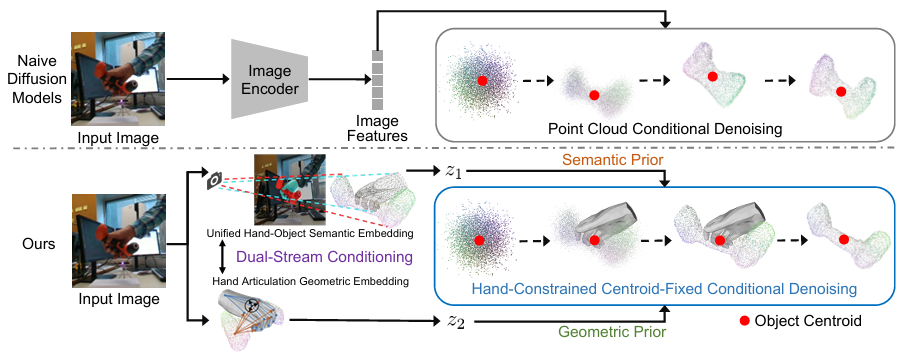 Naive
Diffusion
Models
Input Image
Image
Encoder
Image
Features
Point Cloud Conditional Denoising
Ours
Input Image
Unified Hand-Object Semantic Embedding
Dual-Stream Conditioning
Hand Articulation Geometric Embedding
z1
Semantic Prior
Hand-Constrained Centroid-Fixed Conditional Denoising
z2
Geometric Prior
Object Centroid